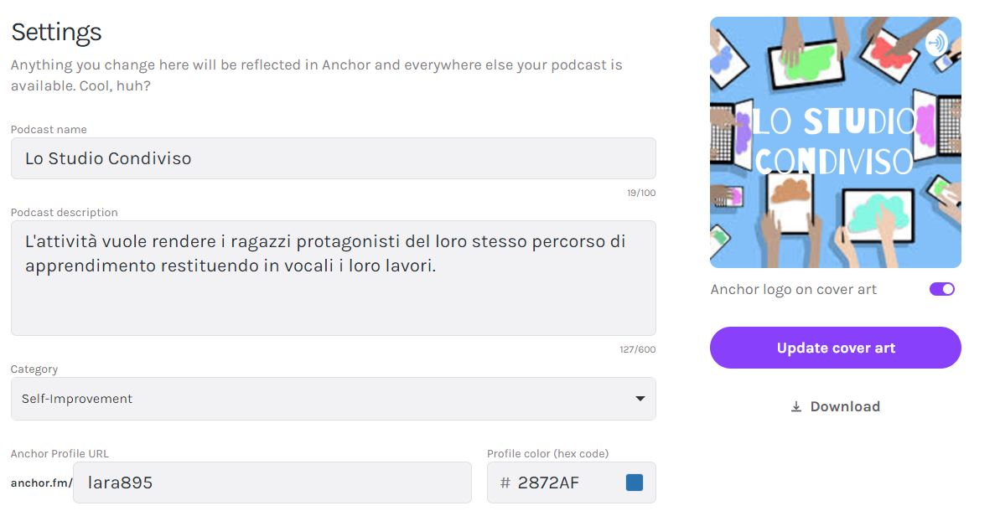 Settings
Anything you change here will be reflected in Anchor and everywhere else your podcast is
available. Cool, huh?
Podcast name
Lo Studio Condiviso
19/100
Podcast description
L'attività vuole rendere i ragazzi protagonisti del loro stesso percorso di
apprendimento restituendo in vocali i loro lavori.
127/600
Category
Self-Improvement
Anchor Profile URL
anchor.fm/ lara895
Profile color (hex code)
# 2872AF
LO STUDIO
CONDIVISO
Anchor logo on cover art
Update cover art
Download